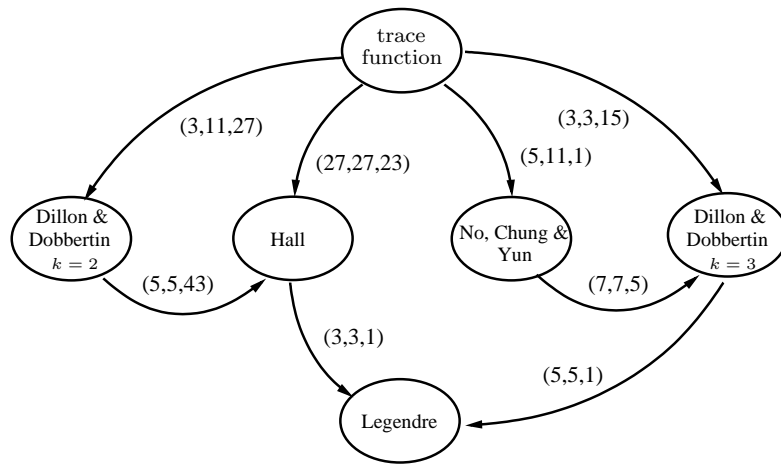 trace
function
(3,11,27)
(3,3,15)
(27,27,23)
(5,11,1)
Dillon &
Dobbertin
k = 2
Hall
No, Chung &
Yun
Dillon &
Dobbertin
k = 3
(5,5,43)
(7,7,5)
(3,3,1)
(5,5,1)
Legendre